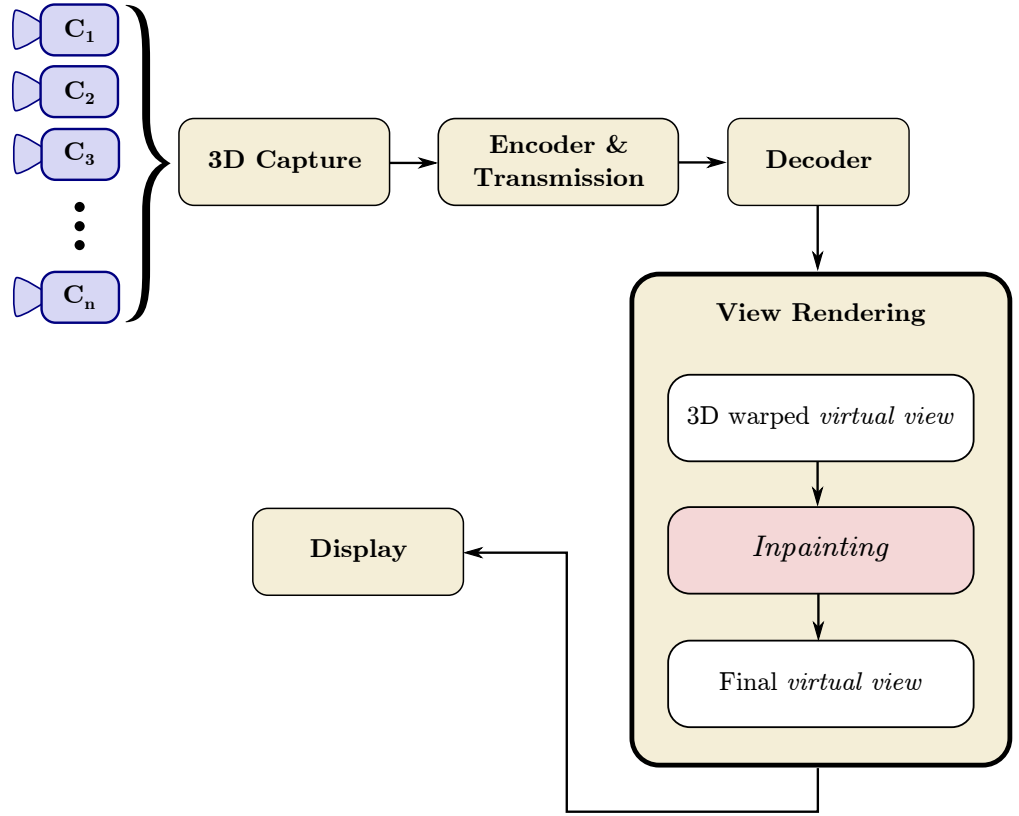 C₁
C₂
C₃
Cₙ
3D Capture
Encoder &
Transmission
Decoder
View Rendering
3D warped virtual view
Inpainting
Final virtual view
Display